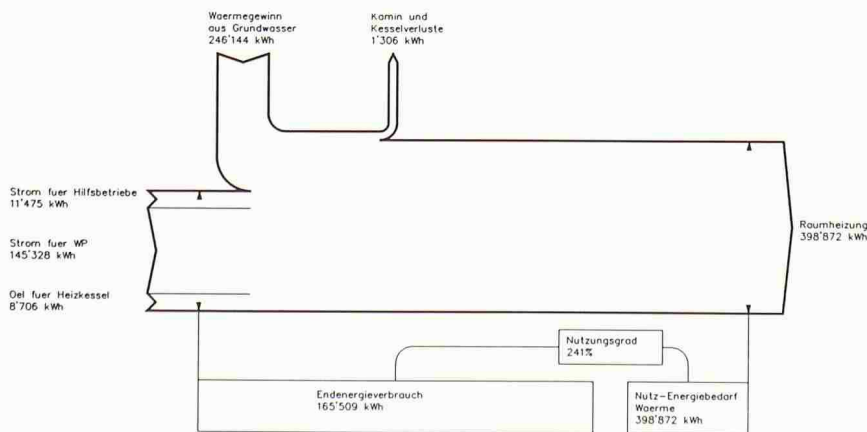 Waermegewinn
aus Grundwasser
246'144 kWh
Kamin und
Kesselverluste
1'306 kWh
Strom fuer Hilfsbetriebe
11'475 kWh
Strom fuer WP
145'328 kWh
Oel fuer Heizkessel
8'706 kWh
Raumheizung
398'872 kWh
Nutzungsgrad
241%
Endenergieverbrauch
165'509 kWh
Nutz-Energiebedarf
Waerme
398'872 kWh